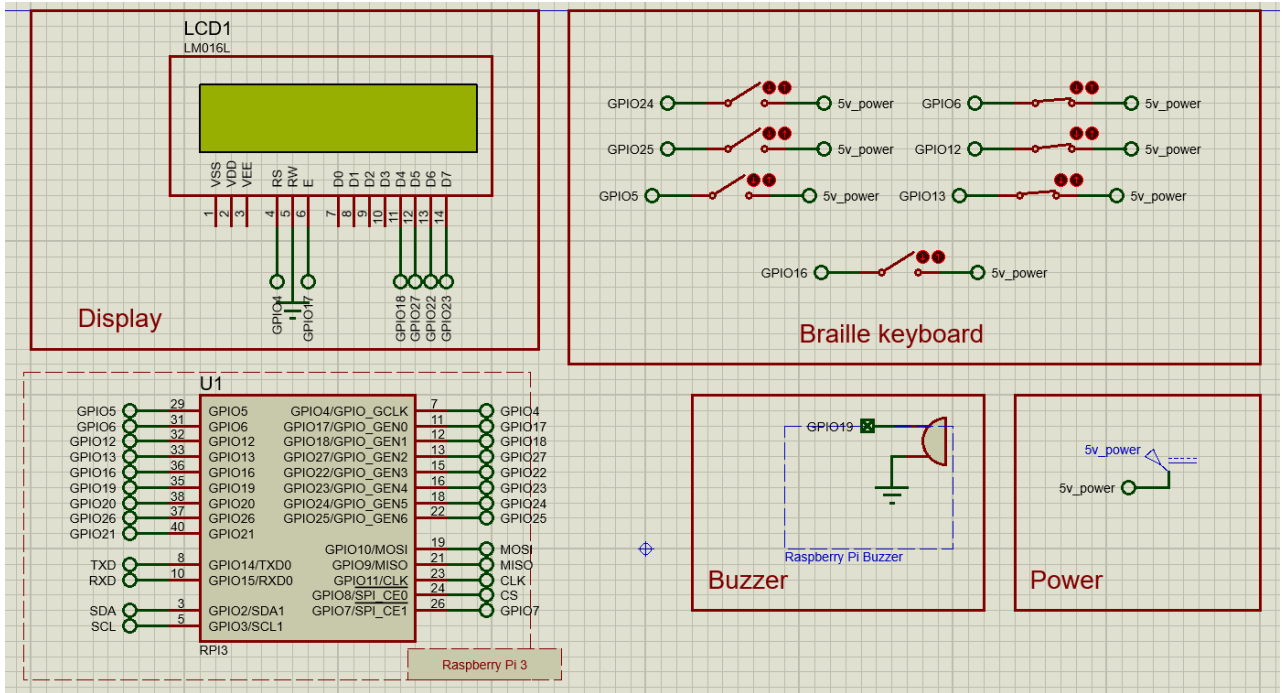 LCD1
LM016L
VSS
VDD
VEE
RS
RW
E
D0
D1
D2
D3
D4
D5
D6
D7
1
2
3
4
5
6
7
8
9
10
11
12
13
14
GPIO4
GPIO17
GPIO18
GPIO27
GPIO22
GPIO23
Display
GPIO24 5v_power GPIO6 5v_power
GPIO25 5v_power GPIO12 5v_power
GPIO5 5v_power GPIO13 5v_power
GPIO16 5v_power
Braille keyboard
U1
GPIO5 29 GPIO5 GPIO4/GPIO_GCLK 7 GPIO4
GPIO6 31 GPIO6 GPIO17/GPIO_GEN0 11 GPIO17
GPIO12 32 GPIO12 GPIO18/GPIO_GEN1 12 GPIO18
GPIO13 33 GPIO13 GPIO27/GPIO_GEN2 13 GPIO27
GPIO16 36 GPIO16 GPIO22/GPIO_GEN3 15 GPIO22
GPIO19 35 GPIO19 GPIO23/GPIO_GEN4 16 GPIO23
GPIO20 38 GPIO20 GPIO24/GPIO_GEN5 18 GPIO24
GPIO26 37 GPIO26 GPIO25/GPIO_GEN6 22 GPIO25
GPIO21 40 GPIO21
GPIO10/MOSI 19 MOSI
TXD 8 GPIO14/TXD0 GPIO9/MISO 21 MISO
RXD 10 GPIO15/RXD0 GPIO11/CLK 23 CLK
GPIO8/SPI_CE0 24 CS
SDA 3 GPIO2/SDA1 GPIO7/SPI_CE1 26 GPIO7
SCL 5 GPIO3/SCL1
RPI3
Raspberry Pi 3
GPIO19
Raspberry Pi Buzzer
Buzzer
5v_power
5v_power
Power